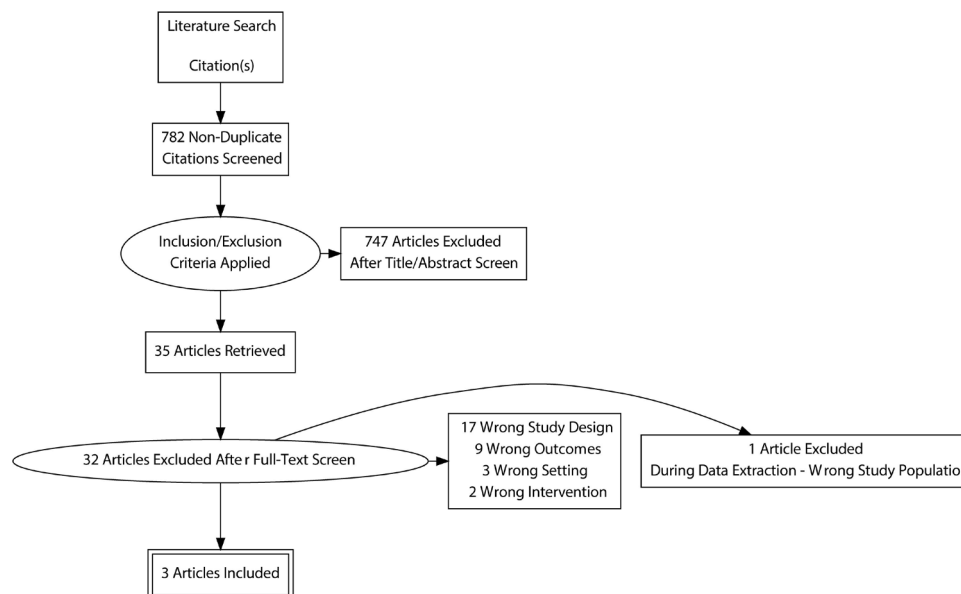 Literature Search
Citation(s)
782 Non-Duplicate
Citations Screened
Inclusion/Exclusion
Criteria Applied
747 Articles Excluded
After Title/Abstract Screen
35 Articles Retrieved
32 Articles Excluded After Full-Text Screen
17 Wrong Study Design
9 Wrong Outcomes
3 Wrong Setting
2 Wrong Intervention
1 Article Excluded
During Data Extraction - Wrong Study Populatio
3 Articles Included